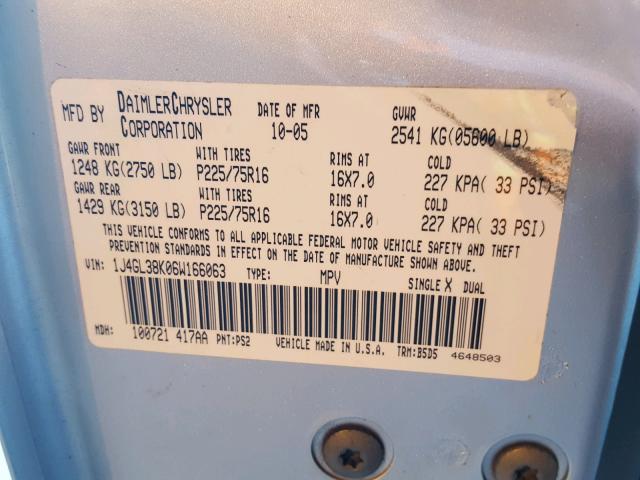 MFD BY DAIMLERCHRYSLER CORPORATION DATE OF MFR 10-05 GVWR 2541 KG(05600 LB)
GAWR FRONT WITH TIRES RIMS AT COLD
1248 KG(2750 LB) P225/75R16 16X7.0 227 KPA( 33 PSI)
GAWR REAR WITH TIRES RIMS AT COLD
1429 KG(3150 LB) P225/75R16 16X7.0 227 KPA( 33 PSI)
THIS VEHICLE CONFORMS TO ALL APPLICABLE FEDERAL MOTOR VEHICLE SAFETY AND THEFT
PREVENTION STANDARDS IN EFFECT ON THE DATE OF MANUFACTURE SHOWN ABOVE.
VIN: 1J4GL38K06W166063 TYPE: MPV SINGLE X DUAL
MDH: 100721 417AA PNT:PS2 VEHICLE MADE IN U.S.A. TRM:B5D5 4648503